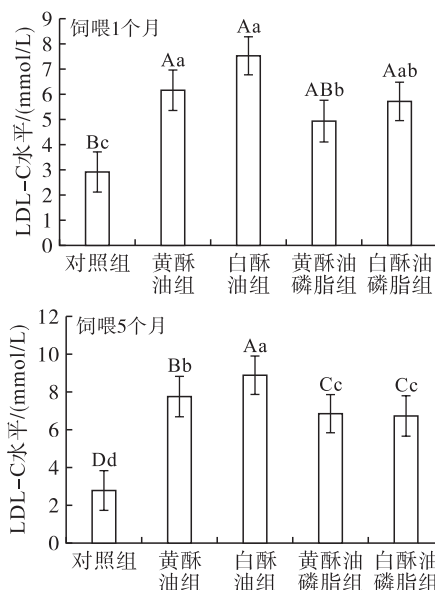 饲喂1个月
LDL-C水平/(mmol/L)
9
8
7
6
5
4
3
2
1
0
Bc
Aa
Aa
ABb
Aab
对照组 黄酥 白酥 黄酥油 白酥油
油组 油组 磷脂组 磷脂组
饲喂5个月
LDL-C水平/(mmol/L)
12
10
8
6
4
2
0
Dd
Bb
Aa
Cc
Cc
对照组 黄酥 白酥 黄酥油 白酥油
油组 油组 磷脂组 磷脂组